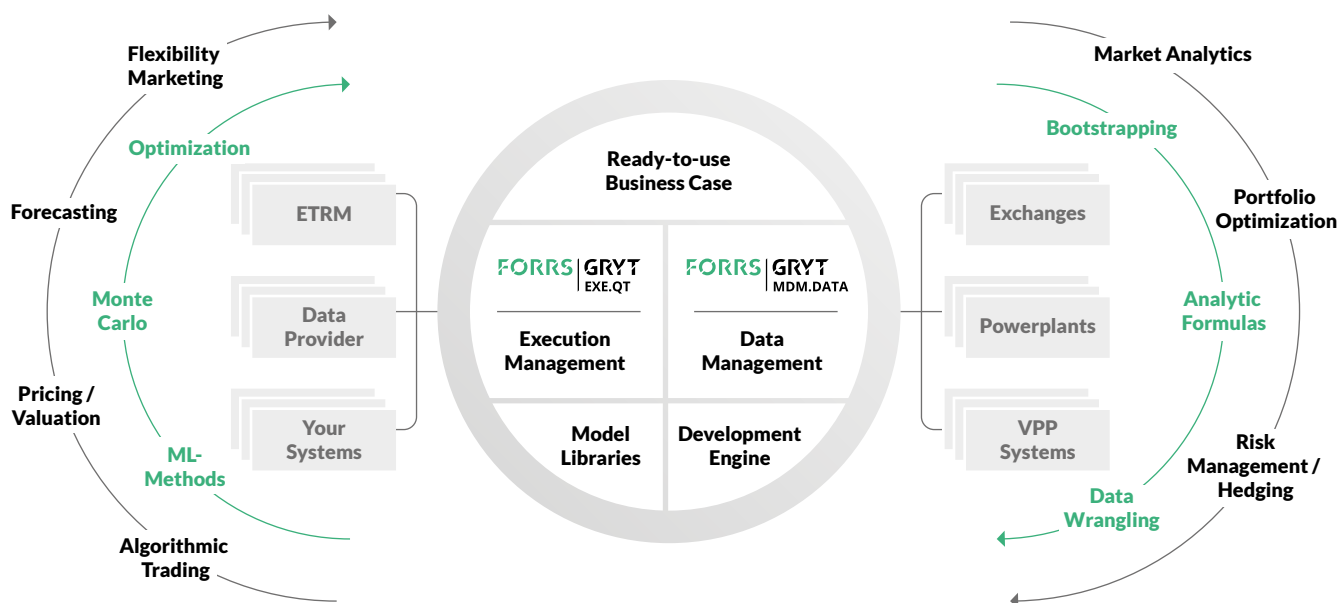 Flexibility
Marketing
Optimization
Forecasting
Monte
Carlo
Pricing /
Valuation
ML-
Methods
Algorithmic
Trading
ETRM
Data
Provider
Your
Systems
Ready-to-use
Business Case
FORRS | GRYT
EXE.QT
Execution
Management
FORRS | GRYT
MDM.DATA
Data
Management
Model
Libraries
Development
Engine
Exchanges
Powerplants
VPP
Systems
Market Analytics
Bootstrapping
Portfolio
Optimization
Analytic
Formulas
Risk
Management /
Hedging
Data
Wrangling